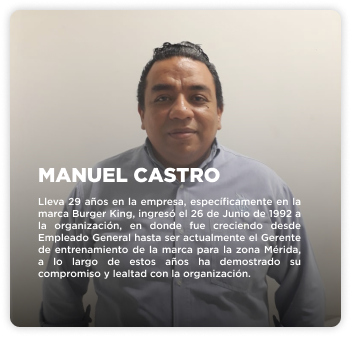 MANUEL CASTRO
Lleva 29 años en la empresa, específicamente en la
marca Burger King, ingresó el 26 de Junio de 1992 a
la organización, en donde fue creciendo desde
Empleado General hasta ser actualmente el Gerente
de entrenamiento de la marca para la zona Mérida,
a lo largo de estos años ha demostrado su
compromiso y lealtad con la organización.